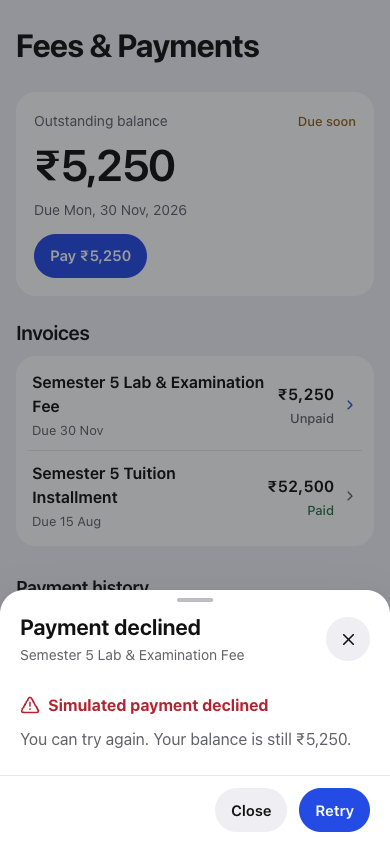 Fees & Payments
Outstanding balance
Due soon
₹5,250
Due Mon, 30 Nov, 2026
Pay ₹5,250
Invoices
Semester 5 Lab & Examination
Fee
₹5,250
Due 30 Nov
Unpaid
Semester 5 Tuition
Installment
₹52,500
Due 15 Aug
Paid
Payment history
Payment declined
Semester 5 Lab & Examination Fee
Simulated payment declined
You can try again. Your balance is still ₹5,250.
Close
Retry